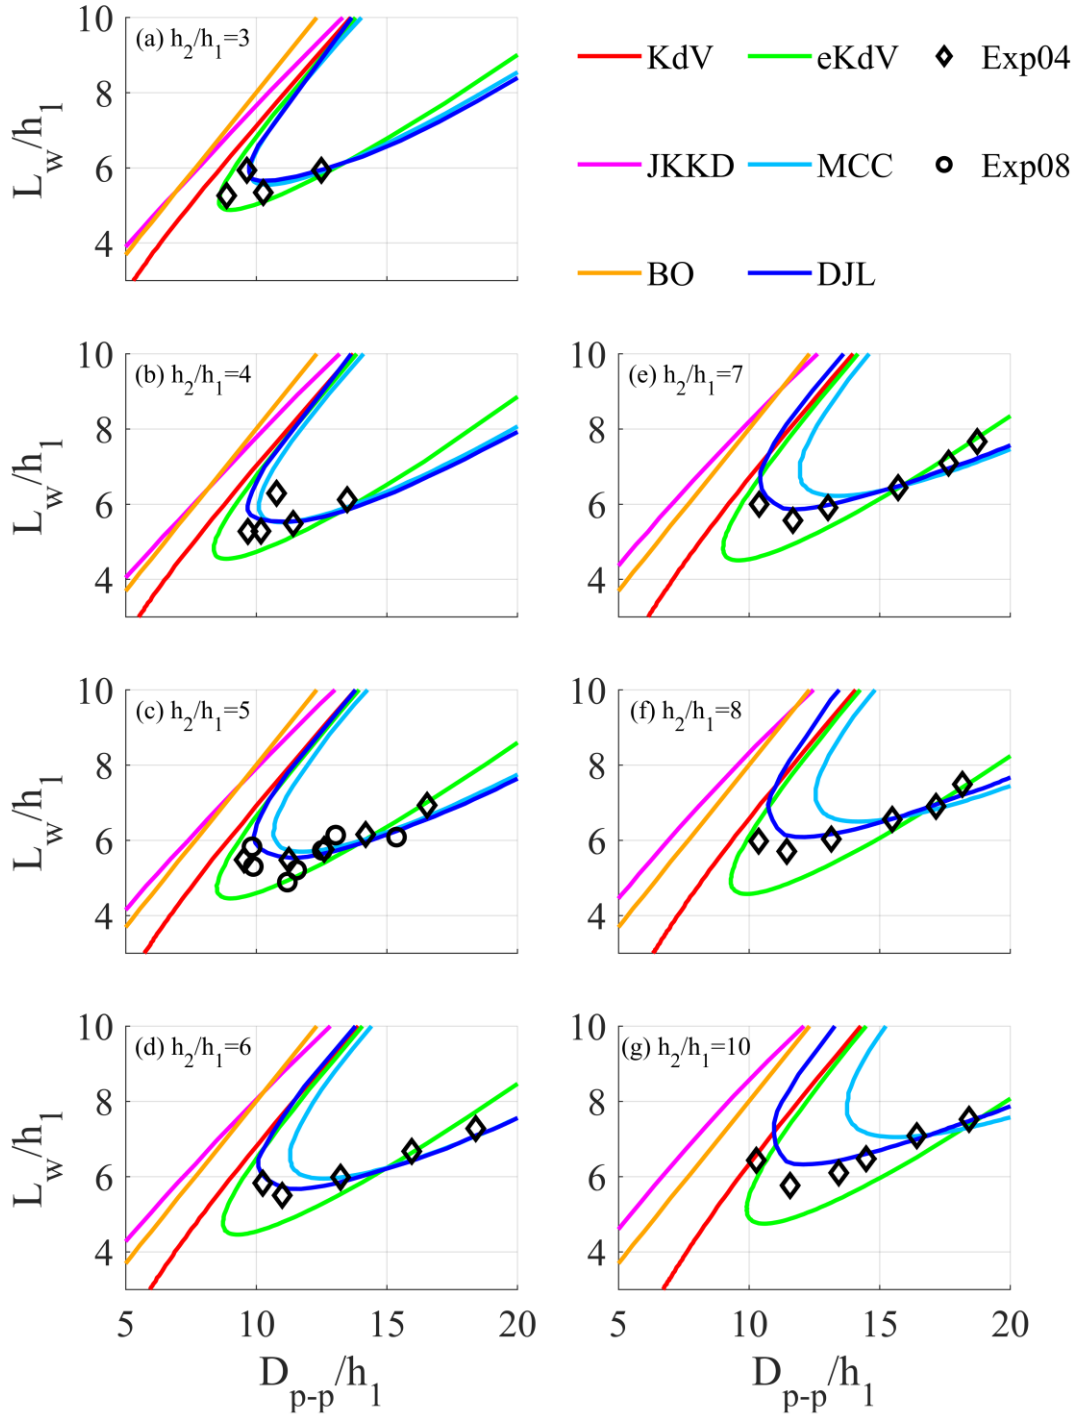 (a) h2/h1=3
10
8
6
4
Lw/h1
KdV
eKdV
Exp04
JKKD
MCC
Exp08
BO
DJL
(b) h2/h1=4
10
8
6
4
Lw/h1
(e) h2/h1=7
10
8
6
4
(c) h2/h1=5
10
8
6
4
Lw/h1
(f) h2/h1=8
10
8
6
4
(d) h2/h1=6
10
8
6
4
Lw/h1
5 10 15 20
Dp-p/h1
(g) h2/h1=10
10
8
6
4
5 10 15 20
Dp-p/h1